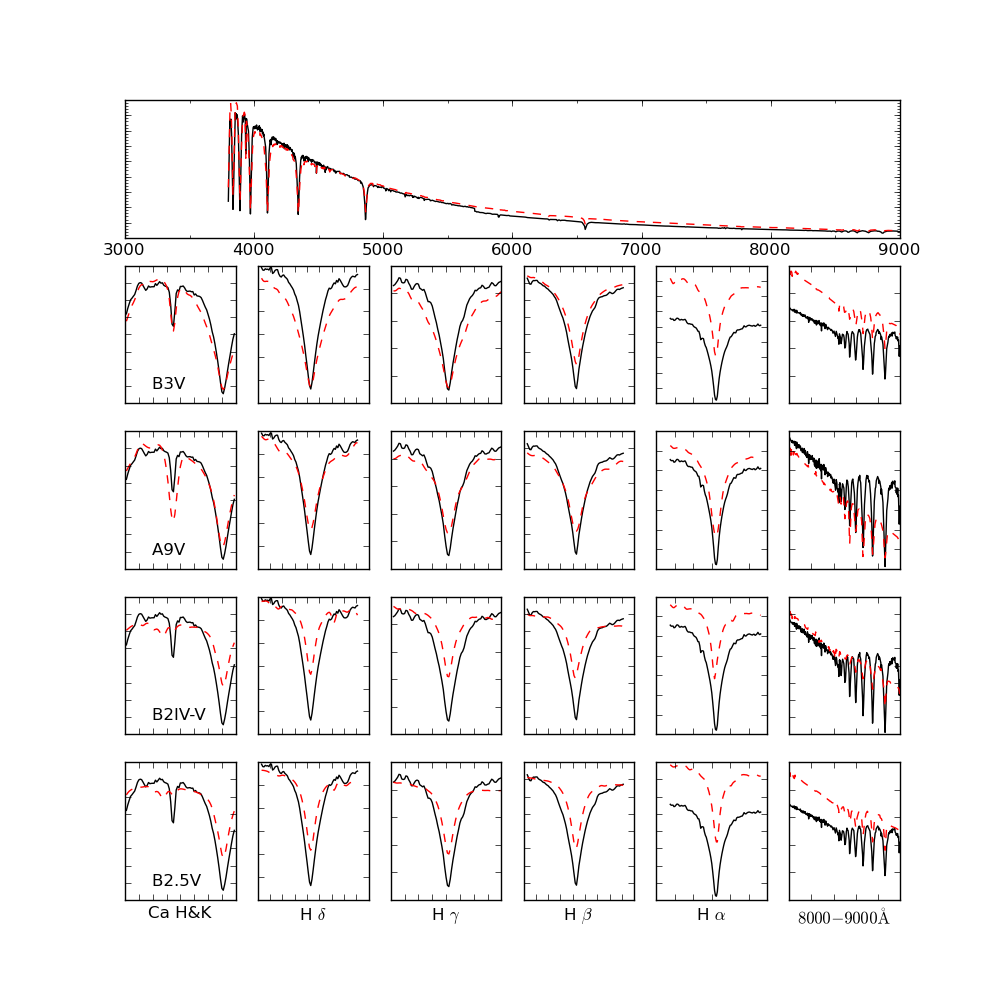 3000 4000 5000 6000 7000 8000 9000
B3V
A9V
B2IV-V
B2.5V
Ca H&K H δ H γ H β H α 8000−9000Å